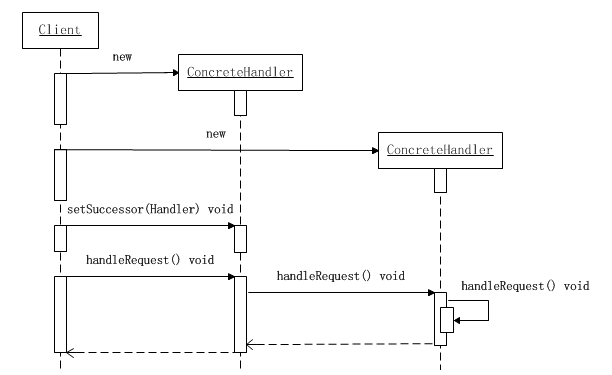 Client
new
ConcreteHandler
new
ConcreteHandler
setSuccessor(Handler) void
handleRequest() void
handleRequest() void
handleRequest() void